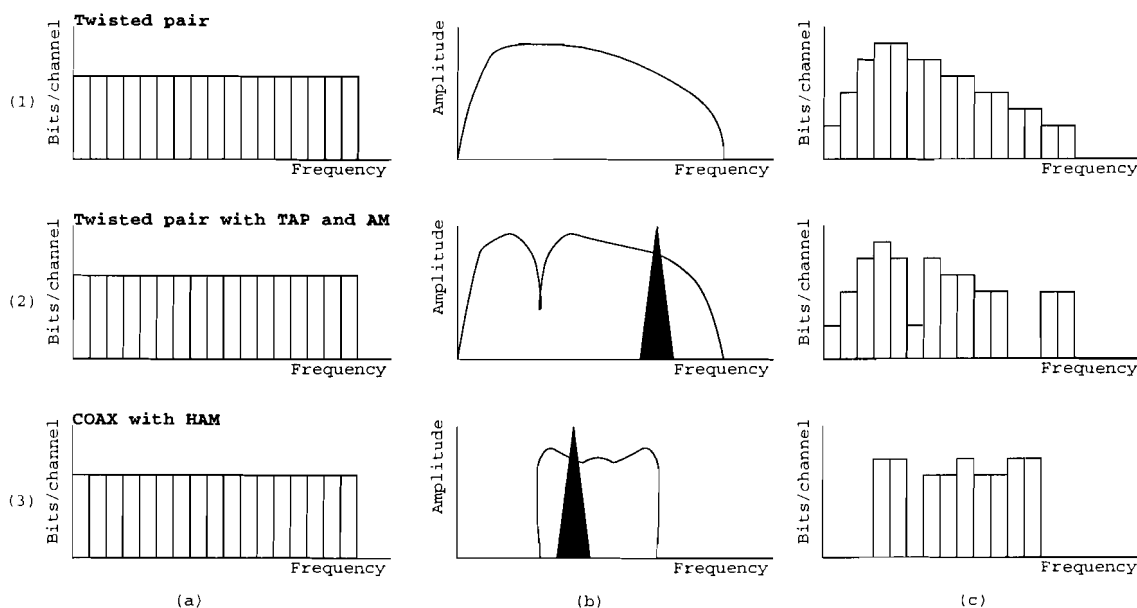 Twisted pair
(1)
Bits/channel
Frequency
Amplitude
Frequency
Bits/channel
Frequency
Twisted pair with TAP and AM
(2)
Bits/channel
Frequency
Amplitude
Frequency
Bits/channel
Frequency
COAX with HAM
(3)
Bits/channel
Frequency
Amplitude
Frequency
Bits/channel
Frequency
(a)
(b)
(c)